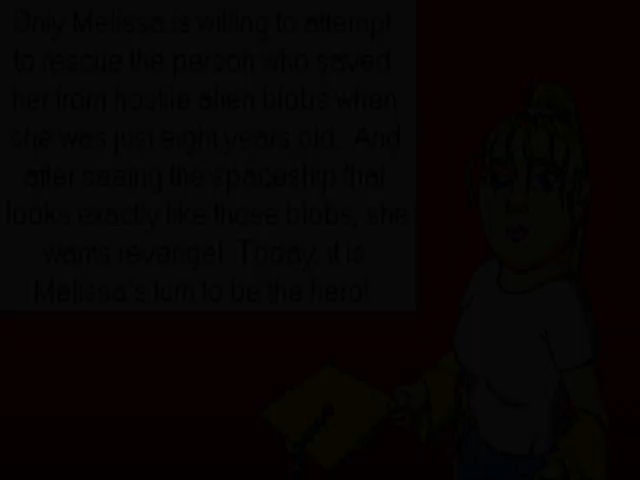 Only Melissa is willing to attempt
to rescue the person who saved
her from hostile alien blobs when
she was just eight years old.  And
after seeing the spaceship that
looks exactly like those blobs, she
wants revenge!  Today, it is
Melissa's turn to be the hero!